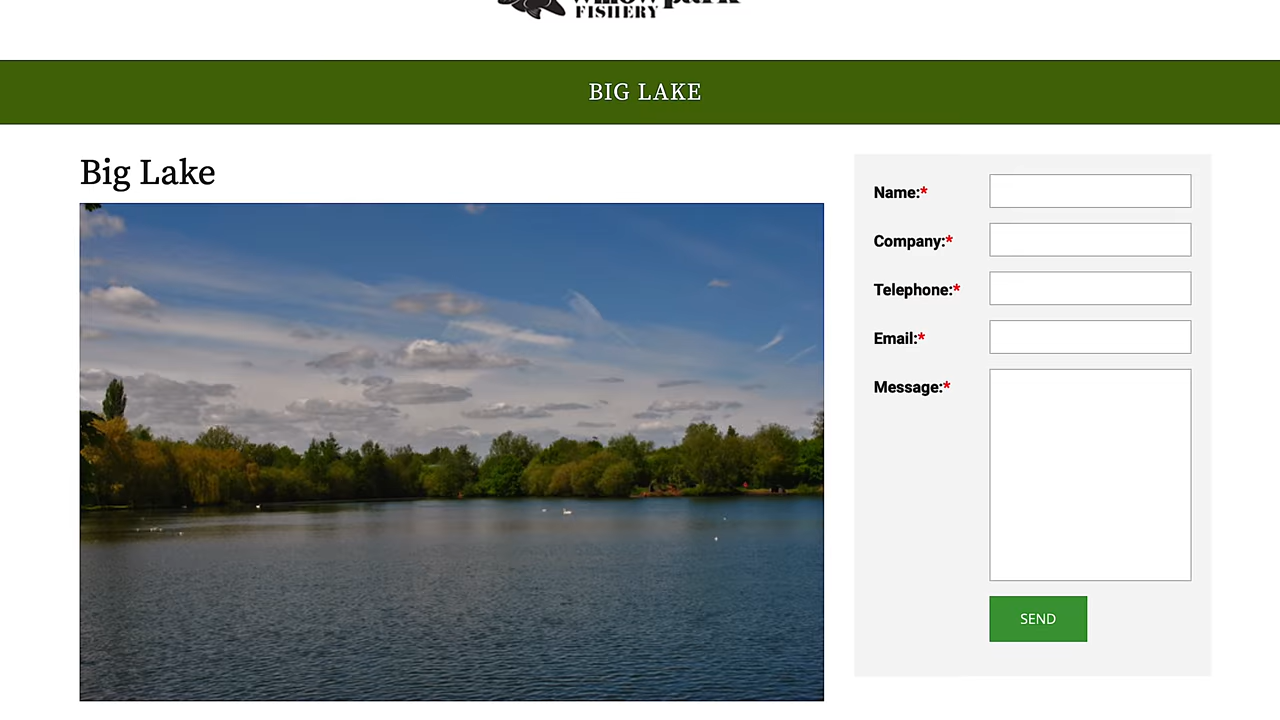 FISHERY
BIG LAKE
Big Lake
Name:*
Company:*
Telephone:*
Email:*
Message:*
SEND